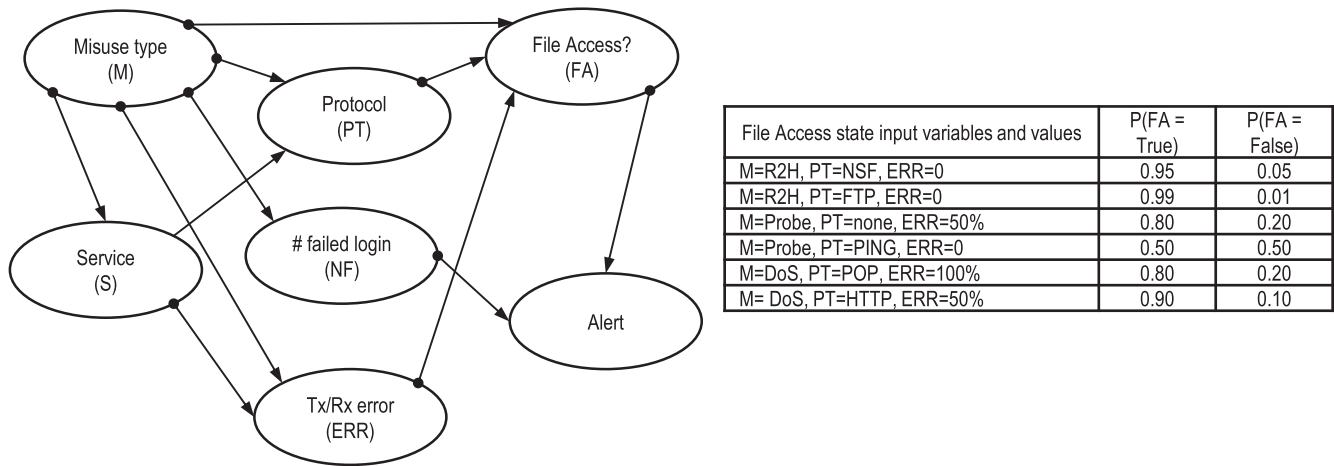 Misuse type
(M)
File Access?
(FA)
Protocol
(PT)
Service
(S)
# failed login
(NF)
Alert
Tx/Rx error
(ERR)
File Access state input variables and values
P(FA =
True)
P(FA =
False)
M=R2H, PT=NSF, ERR=0 0.95 0.05
M=R2H, PT=FTP, ERR=0 0.99 0.01
M=Probe, PT=none, ERR=50% 0.80 0.20
M=Probe, PT=PING, ERR=0 0.50 0.50
M=DoS, PT=POP, ERR=100% 0.80 0.20
M= DoS, PT=HTTP, ERR=50% 0.90 0.10